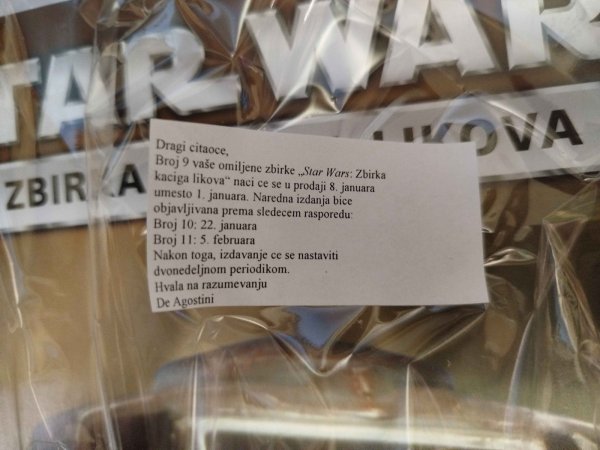 STAR WAR
ZBIRKA LIKOVA
Dragi citaoce,
Broj 9 vaše omiljene zbirke „Star Wars: Zbirka
kaciga likova“ naci ce se u prodaji 8. januara
umesto 1. januara. Naredna izdanja bice
objavljivana prema sledecem rasporedu:
Broj 10: 22. januara
Broj 11: 5. februara
Nakon toga, izdavanje ce se nastaviti
dvonedeljnom periodikom.
Hvala na razumevanju
De Agostini